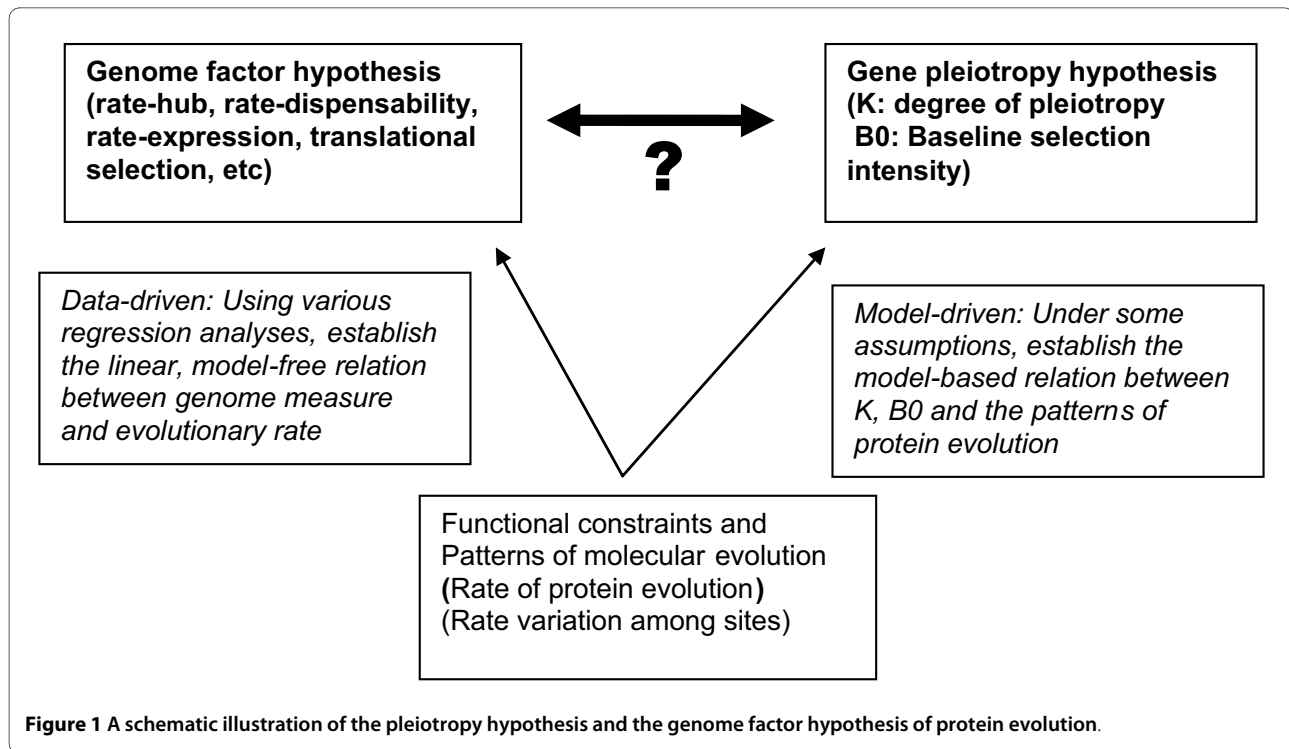 Genome factor hypothesis
(rate-hub, rate-dispensability,
rate-expression, translational
selection, etc)
?
Gene pleiotropy hypothesis
(K: degree of pleiotropy
B0: Baseline selection
intensity)
Data-driven: Using various
regression analyses, establish
the linear, model-free relation
between genome measure
and evolutionary rate
Model-driven: Under some
assumptions, establish the
model-based relation between
K, B0 and the patterns of
protein evolution
Functional constraints and
Patterns of molecular evolution
(Rate of protein evolution)
(Rate variation among sites)
Figure 1 A schematic illustration of the pleiotropy hypothesis and the genome factor hypothesis of protein evolution.